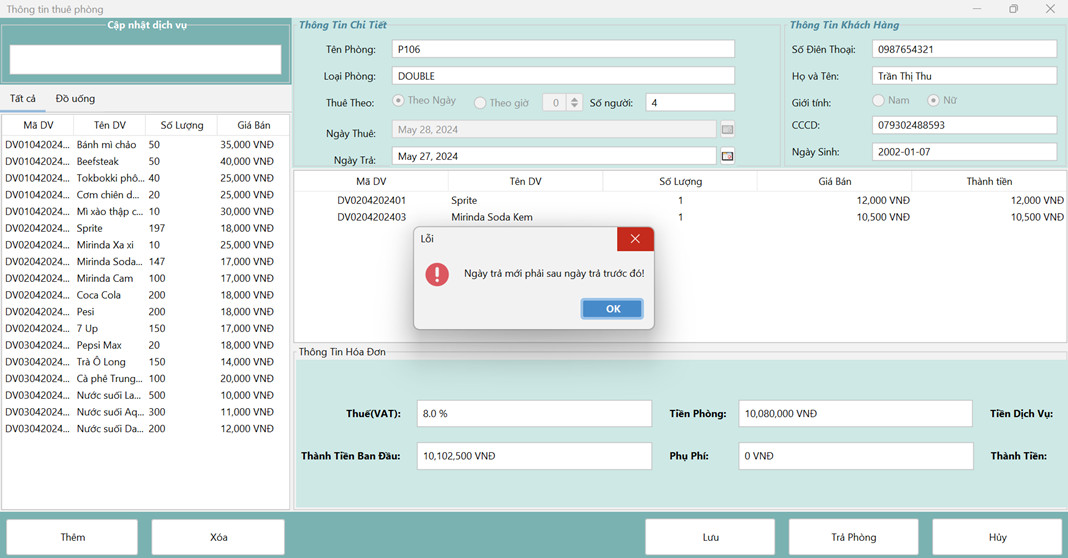 Thông tin thuê phòng
Cập nhật dịch vụ
Tất cả Đồ uống
Mã DV Tên DV Số Lượng Giá Bán
DV01042024... Bánh mì chảo 50 35,000 VNĐ
DV01042024... Beefsteak 50 40,000 VNĐ
DV01042024... Tokbokki phô... 40 25,000 VNĐ
DV01042024... Cơm chiên d... 20 25,000 VNĐ
DV01042024... Mì xào thập c... 10 30,000 VNĐ
DV02042024... Sprite 197 18,000 VNĐ
DV02042024... Mirinda Xa xi 10 25,000 VNĐ
DV02042024... Mirinda Soda... 147 17,000 VNĐ
DV02042024... Mirinda Cam 100 17,000 VNĐ
DV02042024... Coca Cola 200 18,000 VNĐ
DV02042024... Pesi 200 18,000 VNĐ
DV02042024... 7 Up 150 17,000 VNĐ
DV03042024... Pepsi Max 20 18,000 VNĐ
DV03042024... Trà Ô Long 150 14,000 VNĐ
DV03042024... Cà phê Trung... 100 20,000 VNĐ
DV03042024... Nước suối La... 500 10,000 VNĐ
DV03042024... Nước suối Aq... 300 11,000 VNĐ
DV03042024... Nước suối Da... 200 12,000 VNĐ
Thêm Xóa
Thông Tin Chi Tiết
Tên Phòng: P106
Loại Phòng: DOUBLE
Thuê Theo: Theo Ngày Theo giờ 0 Số người: 4
Ngày Thuê: May 28, 2024
Ngày Trả: May 27, 2024
Thông Tin Khách Hàng
Số Điên Thoại: 0987654321
Họ và Tên: Trần Thị Thu
Giới tính: Nam Nữ
CCCD: 079302488593
Ngày Sinh: 2002-01-07
Mã DV Tên DV Số Lượng Giá Bán Thành tiền
DV0204202401 Sprite 1 12,000 VNĐ 12,000 VNĐ
DV0204202403 Mirinda Soda Kem 1 10,500 VNĐ 10,500 VNĐ
Lỗi
Ngày trả mới phải sau ngày trả trước đó!
OK
Thông Tin Hóa Đơn
Thuế(VAT): 8.0 % Tiền Phòng: 10,080,000 VNĐ Tiền Dịch Vụ:
Thành Tiền Ban Đầu: 10,102,500 VNĐ Phụ Phí: 0 VNĐ Thành Tiền:
Lưu Trả Phòng Hủy